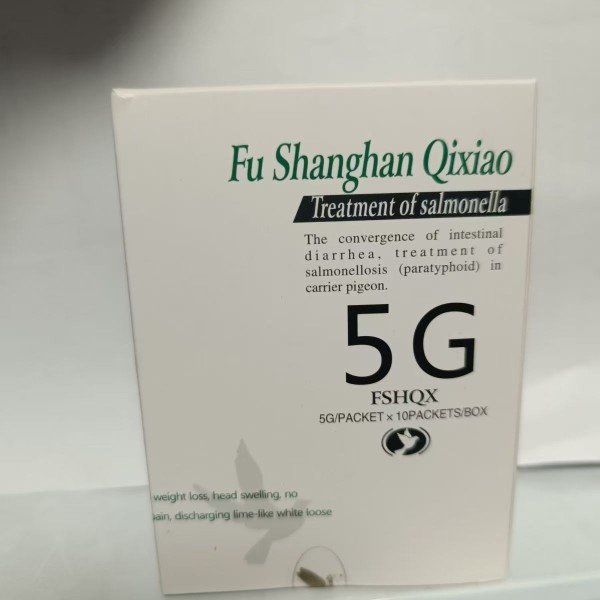 Fu Shanghan Qixiao
Treatment of salmonella
The convergence of intestinal
diarrhea, treatment of
salmonellosis (paratyphoid) in
carrier pigeon.
5G
FSHQX
5G/PACKET x 10PACKETS/BOX
weight loss, head swelling, no
discharging lime-like white loose